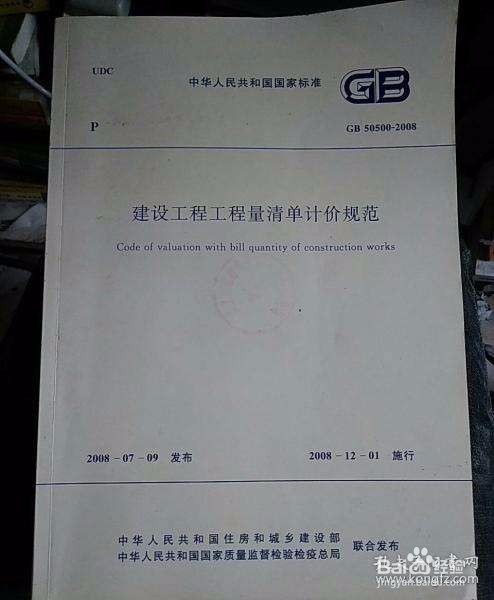 UDC
中华人民共和国国家标准
GB
P
GB 50500-2008
建设工程工程量清单计价规范
Code of valuation with bill quantity of construction works
2008-07-09 发布
2008-12-01 施行
中华人民共和国住房和城乡建设部
中华人民共和国国家质量监督检验检疫总局
联合发布
Baidu经验
jingyan.baidu.com
www.kongfz.com